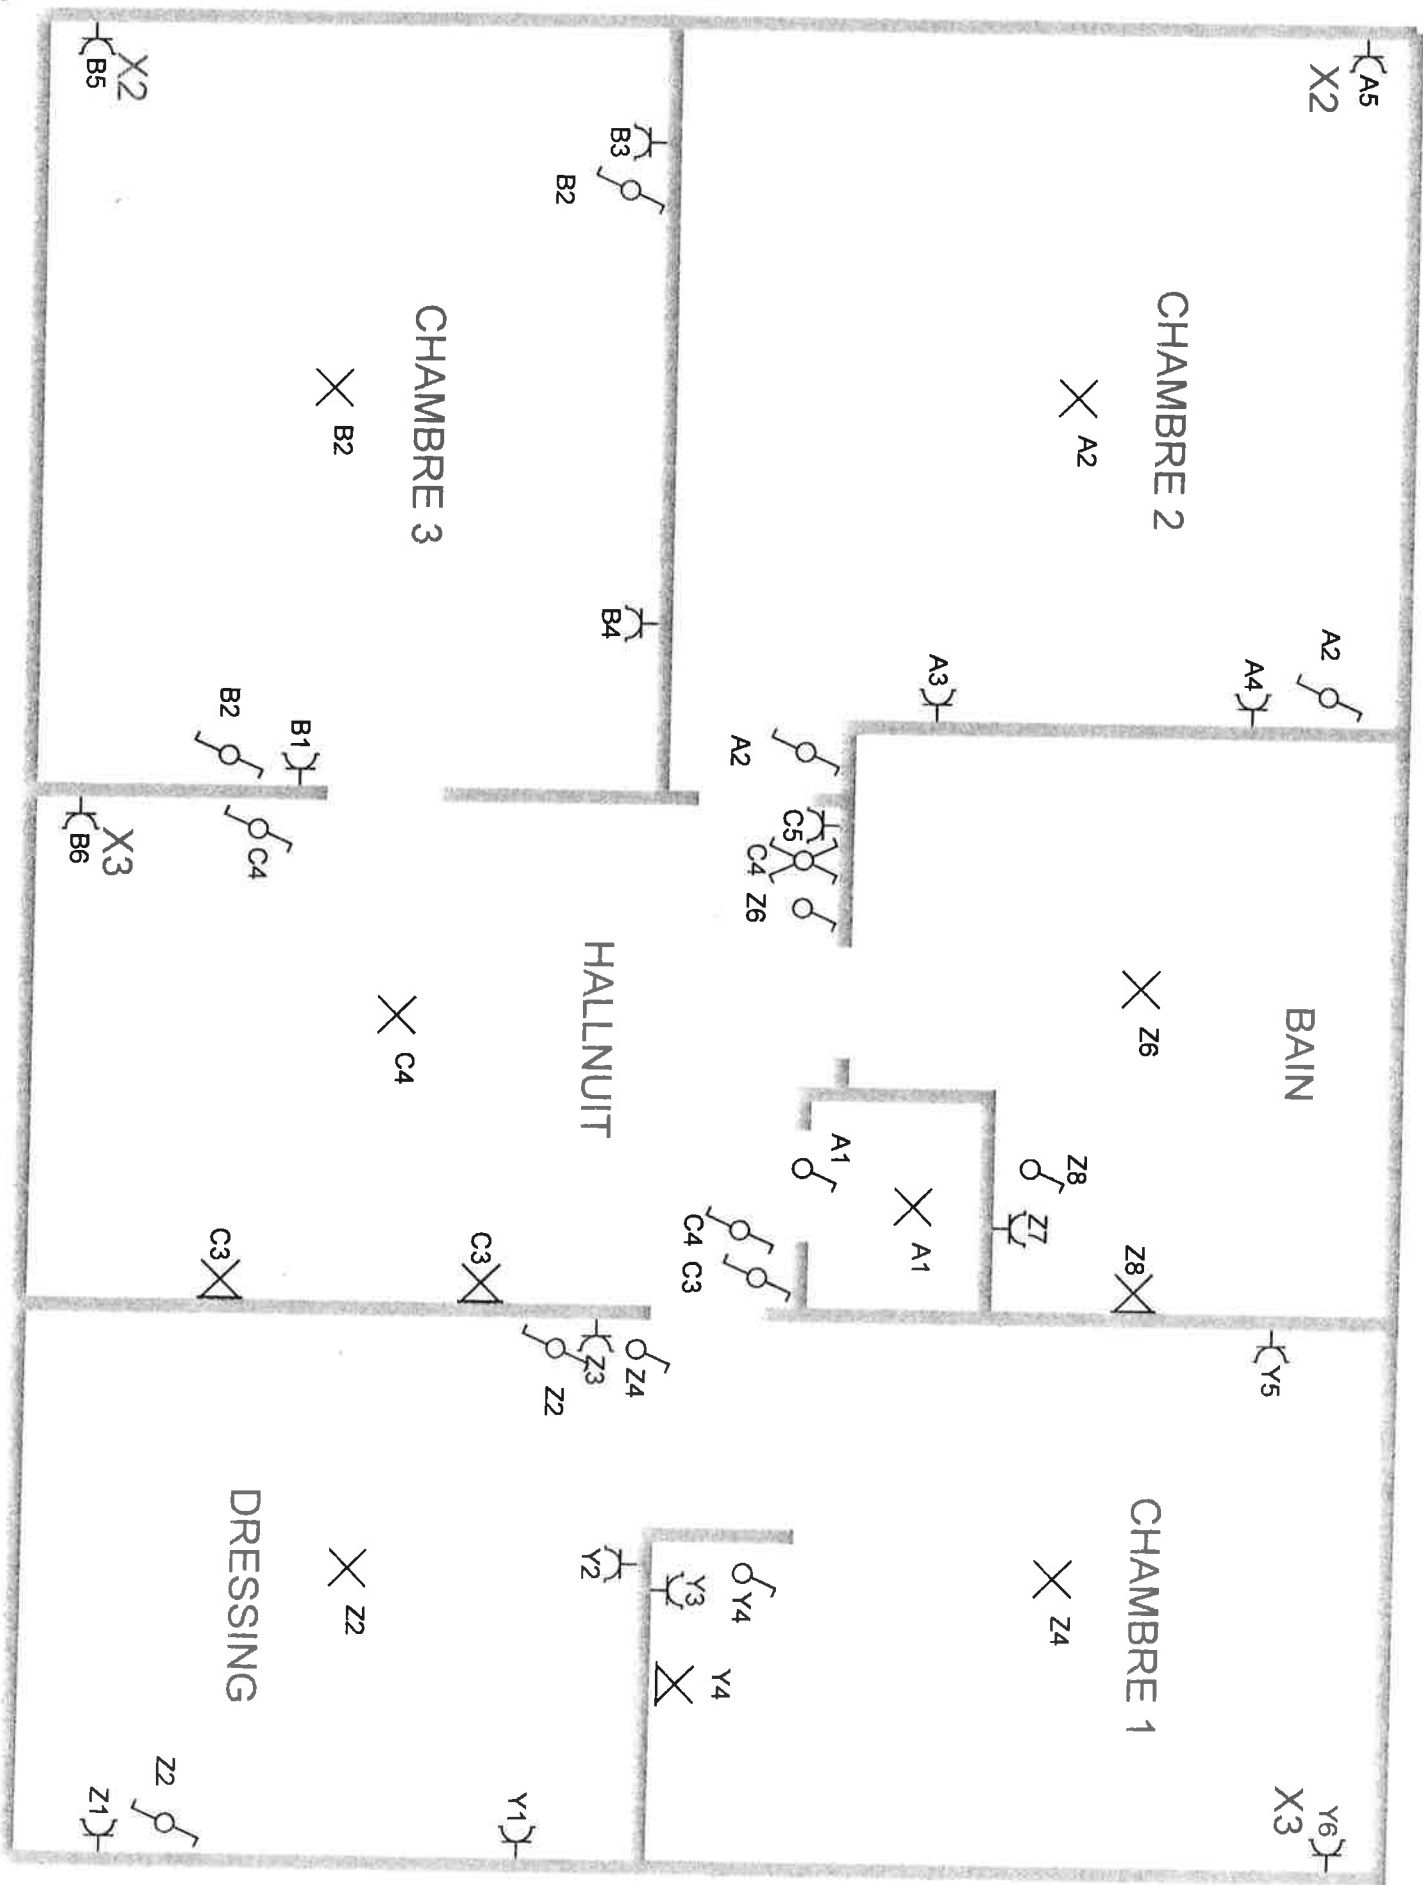 A5
X2
CHAMBRE 2
A2
A2
A4
A3
A2
B5
X2
B3
B2
CHAMBRE 3
B2
B4
B2
B1
B6
X3
C4
C5
C4
Z6
HALLNUIT
C4
C3
C3
C4
C3
A1
A1
BAIN
Z6
Z8
Z7
Z8
Y5
CHAMBRE 1
Z4
X3
Y6
Y4
Y3
Y4
Y2
Z4
Z3
Z2
DRESSING
Z2
Z2
Z1
Y1